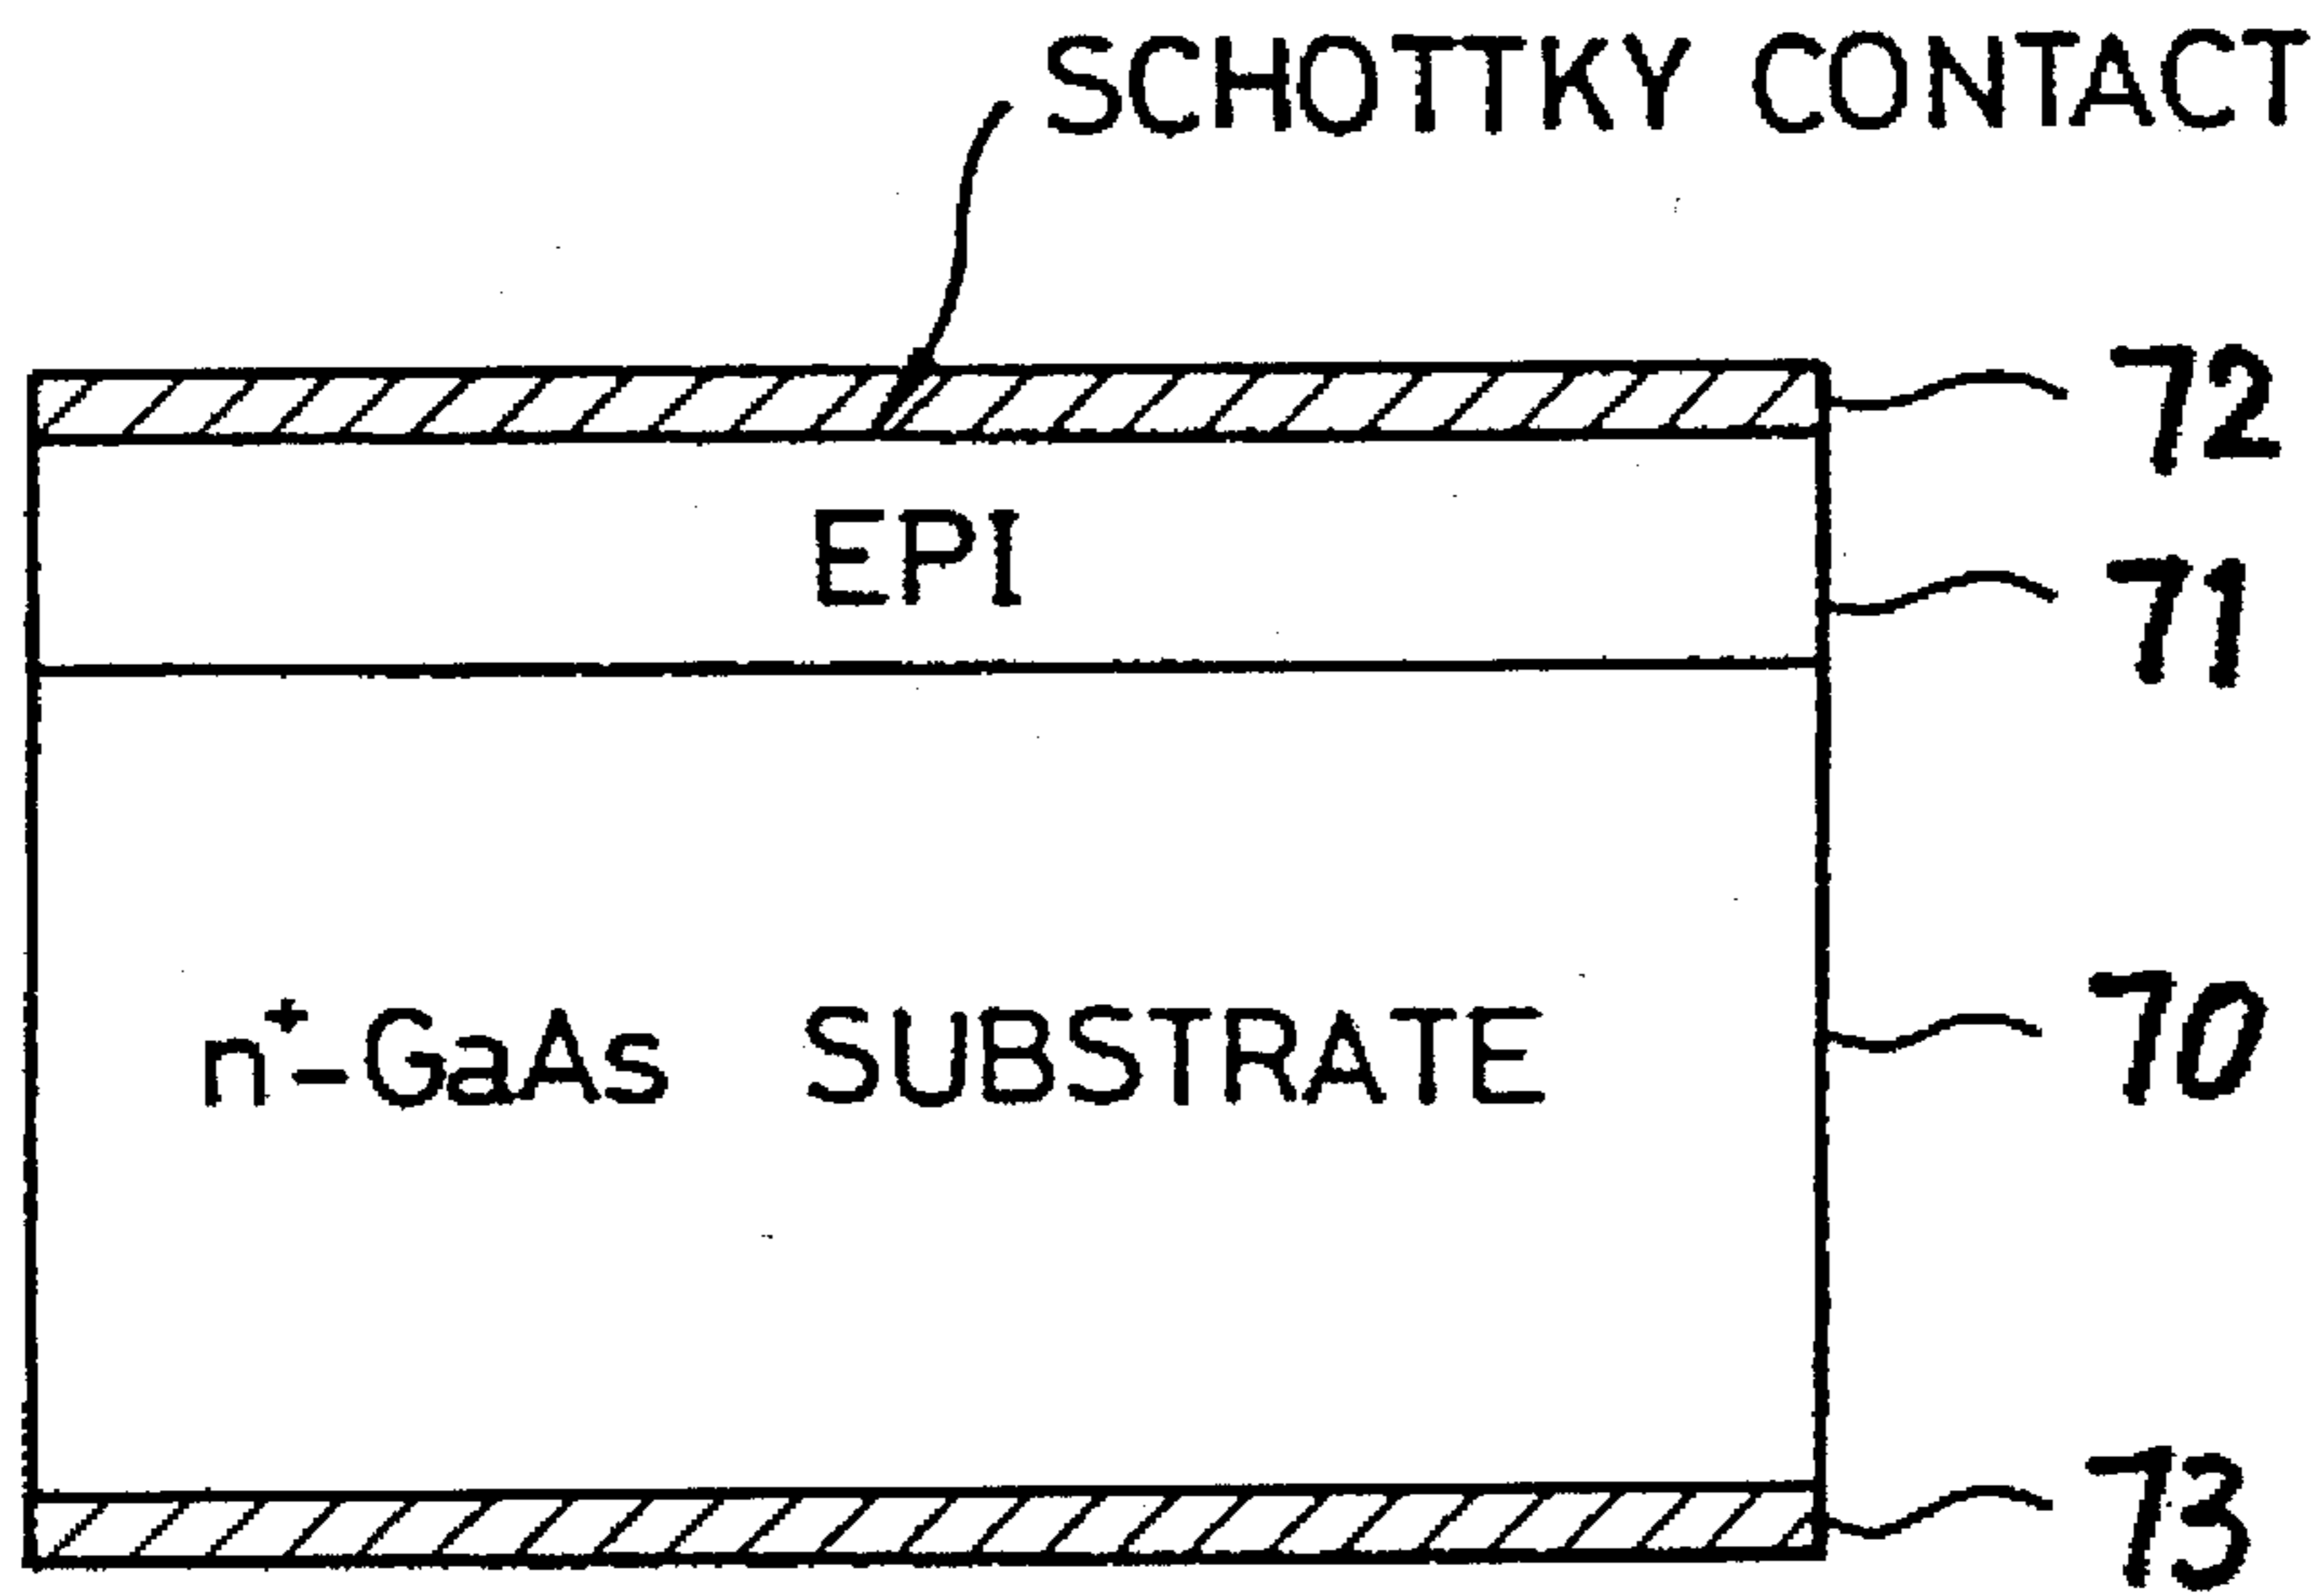 SCHOTTKY CONTACT
72
EPI
71
n⁺-GaAs SUBSTRATE
70
73